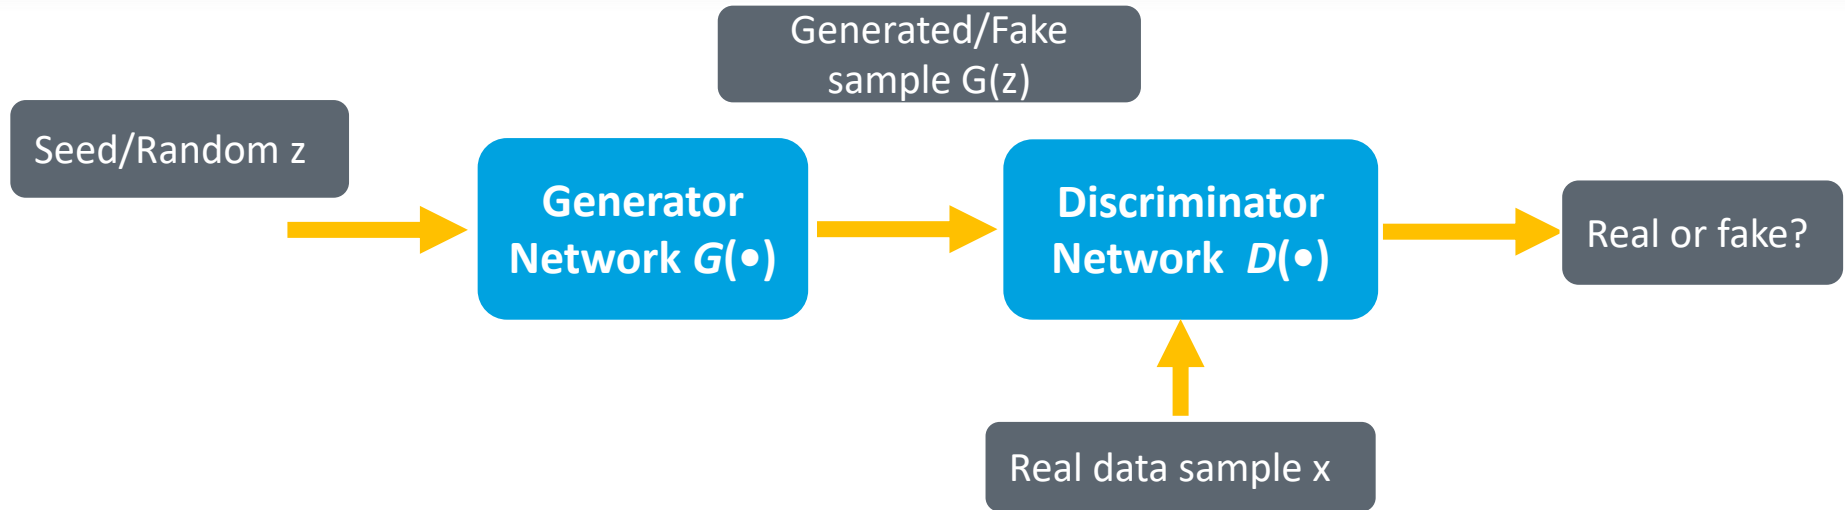 Generated/Fake
sample G(z)
Seed/Random z
Generator
Network G(•)
Discriminator
Network D(•)
Real or fake?
Real data sample x